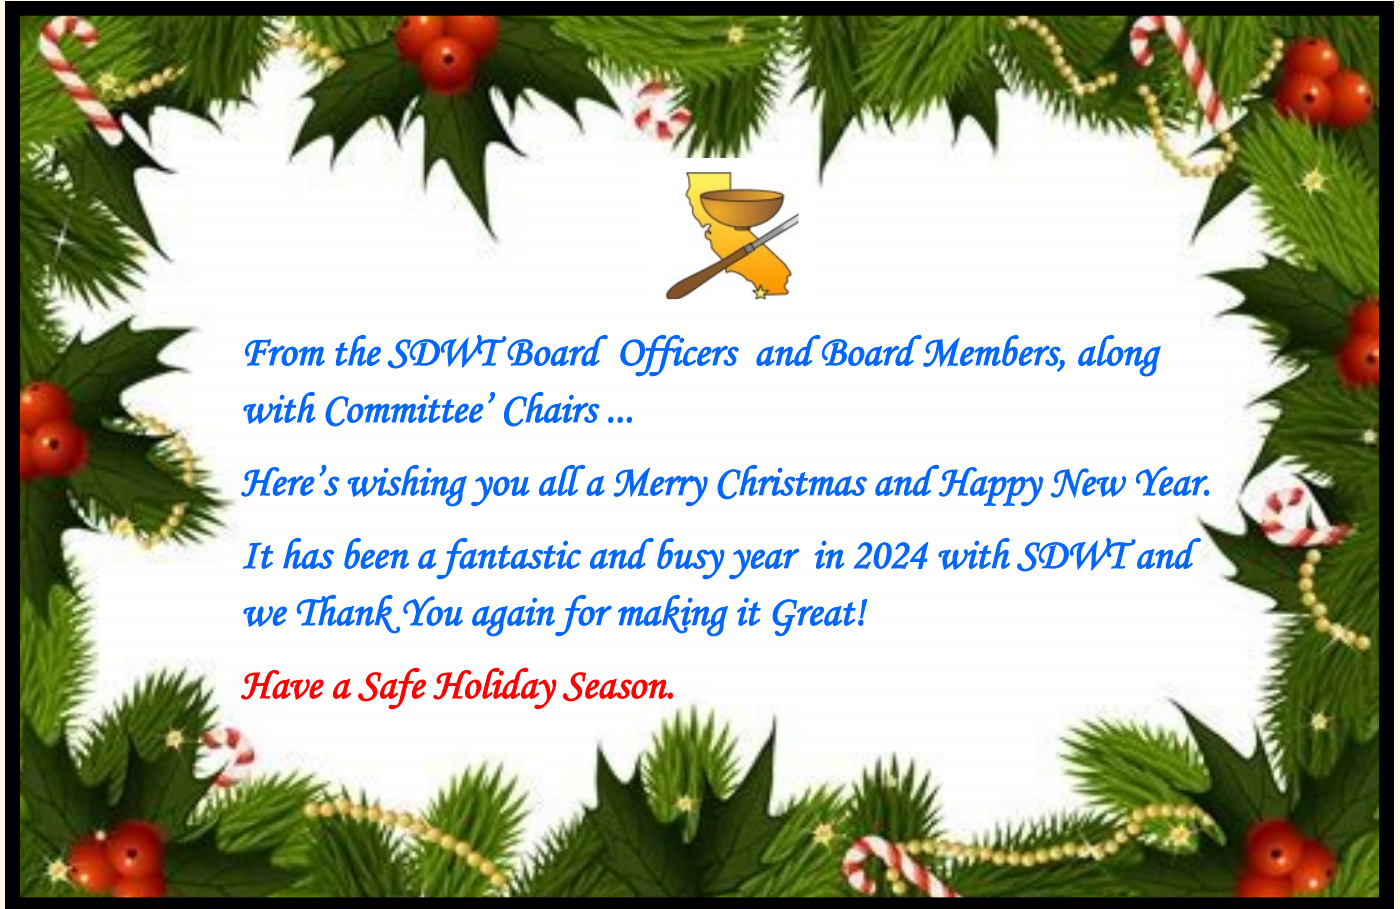 From the SDWT Board  Officers  and Board Members, along
with Committee’ Chairs ...
Here’s wishing you all a Merry Christmas and Happy New Year.
It has been a fantastic and busy year  in 2024 with SDWT and
we Thank You again for making it Great!
Have a Safe Holiday Season.